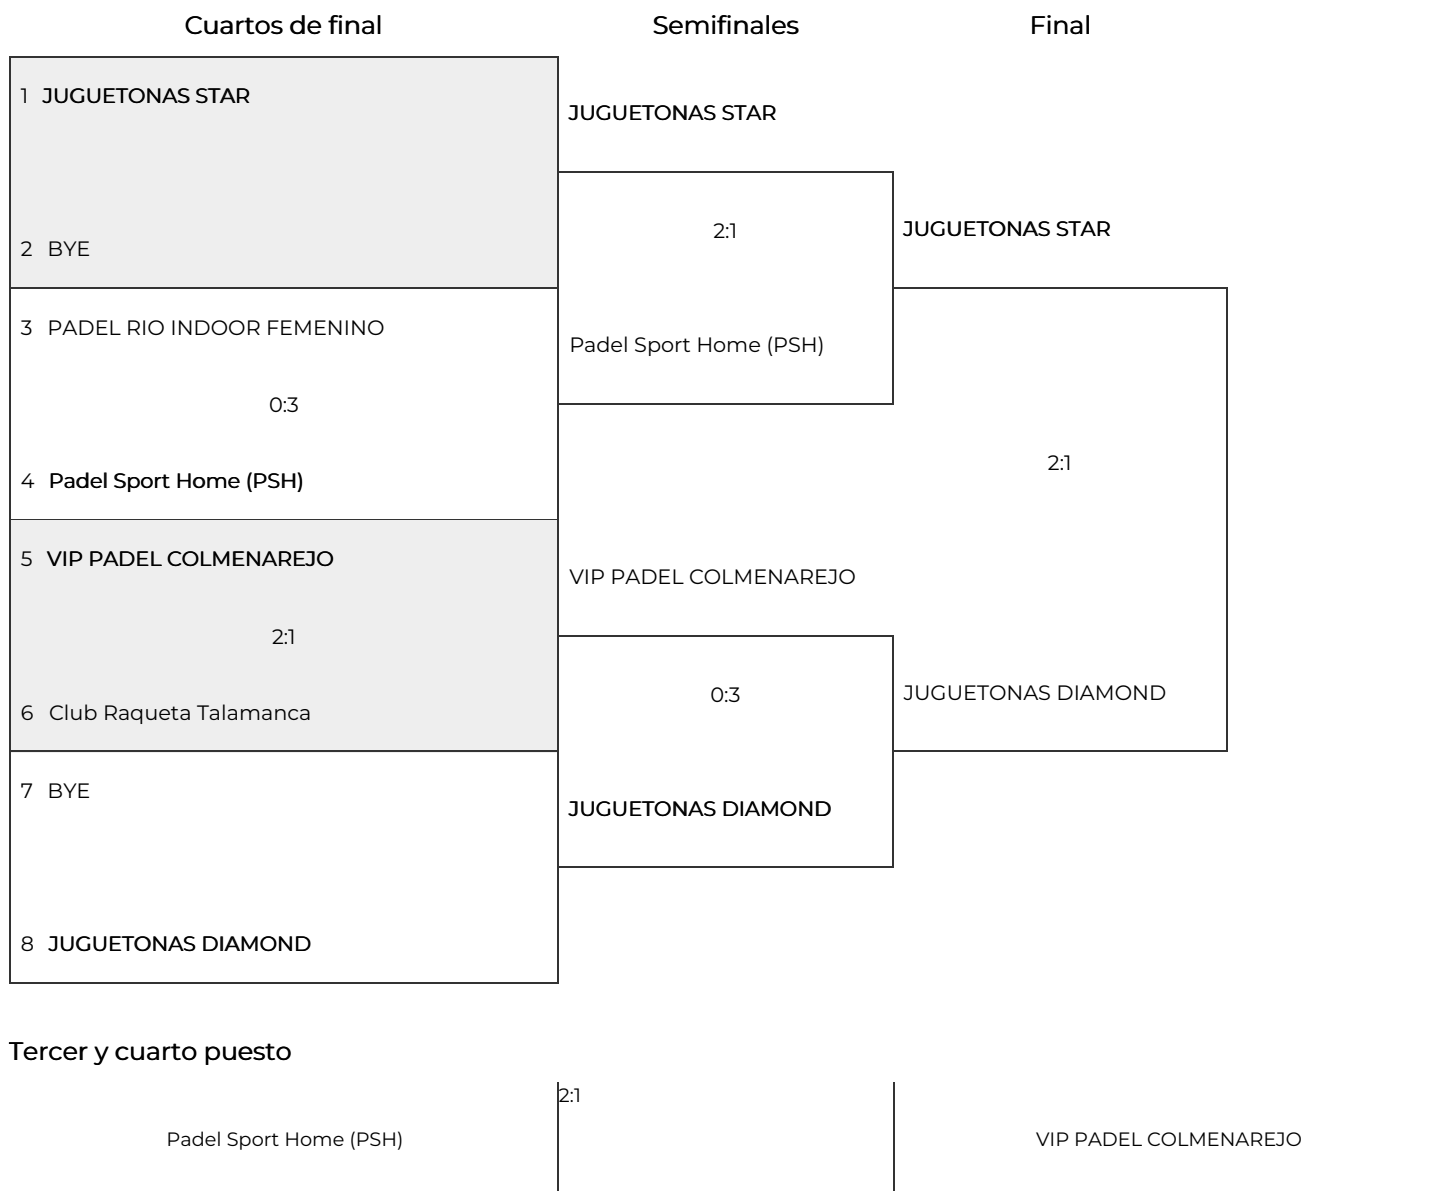 Cuartos de final
Semifinales
Final
1 JUGUETONAS STAR
2 BYE
3 PADEL RIO INDOOR FEMENINO
0:3
4 Padel Sport Home (PSH)
5 VIP PADEL COLMENAREJO
2:1
6 Club Raqueta Talamanca
7 BYE
8 JUGUETONAS DIAMOND
JUGUETONAS STAR
2:1
Padel Sport Home (PSH)
VIP PADEL COLMENAREJO
0:3
JUGUETONAS DIAMOND
JUGUETONAS STAR
2:1
JUGUETONAS DIAMOND
Tercer y cuarto puesto
Padel Sport Home (PSH)
2:1
VIP PADEL COLMENAREJO